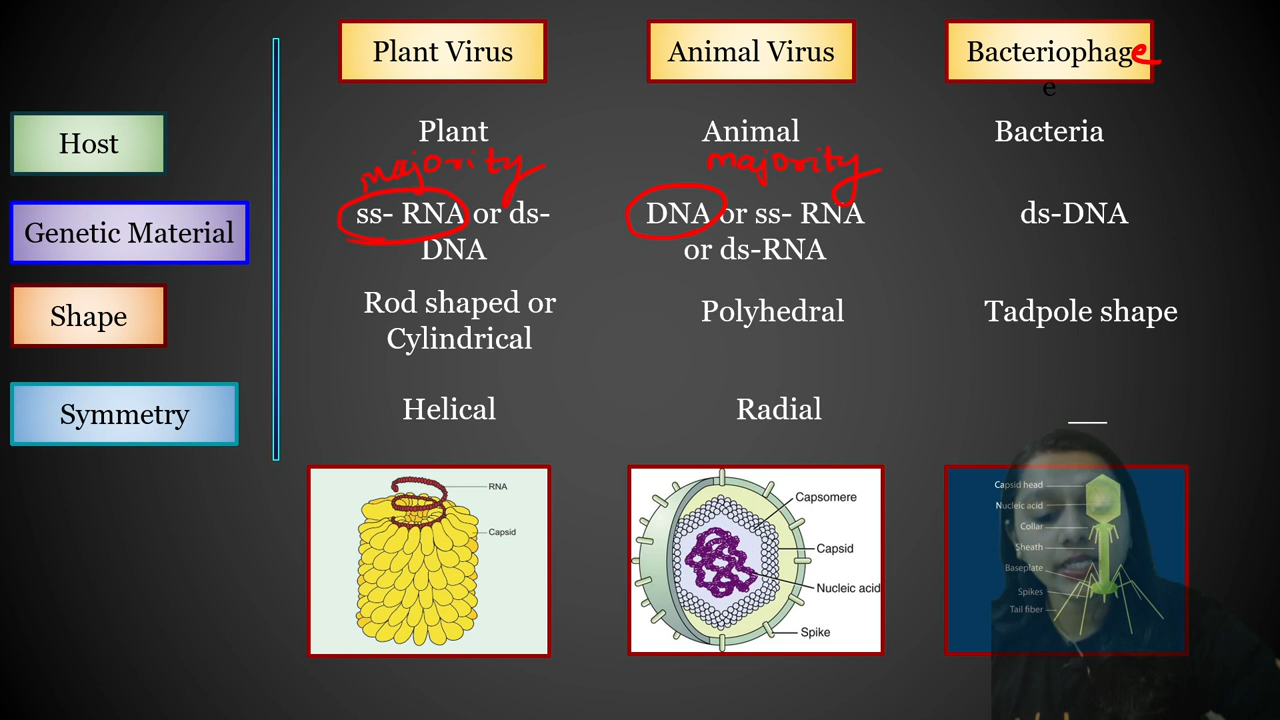 Plant Virus
Animal Virus
Bacteriophage
e
Host
Plant
Animal
Bacteria
majority
majority
Genetic Material
ss- RNA or ds-
DNA
DNA or ss- RNA
or ds-RNA
ds-DNA
Shape
Rod shaped or
Cylindrical
Polyhedral
Tadpole shape
Symmetry
Helical
Radial
RNA
Capsid
Capsomere
Capsid
Nucleic acid
Spike
Capsid head
Nucleic acid
Collar
Sheath
Baseplate
Spikes
Tail fiber